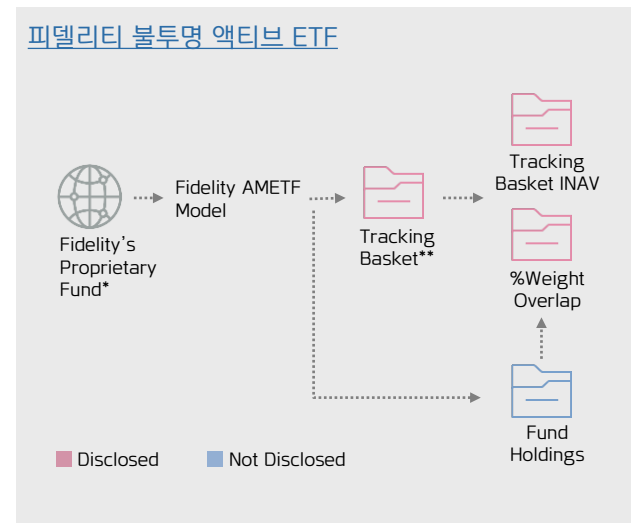 피델리티 불투명 액티브 ETF
Fidelity’s
Proprietary
Fund*
Fidelity AMETF
Model
Tracking
Basket**
Tracking
Basket INAV
%Weight
Overlap
Fund
Holdings
Disclosed
Not Disclosed